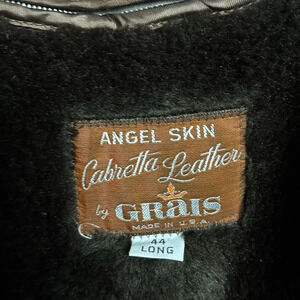 ANGEL SKIN
Cabretta Leather
by GRAIS
MADE IN U.S.A.
44
LONG